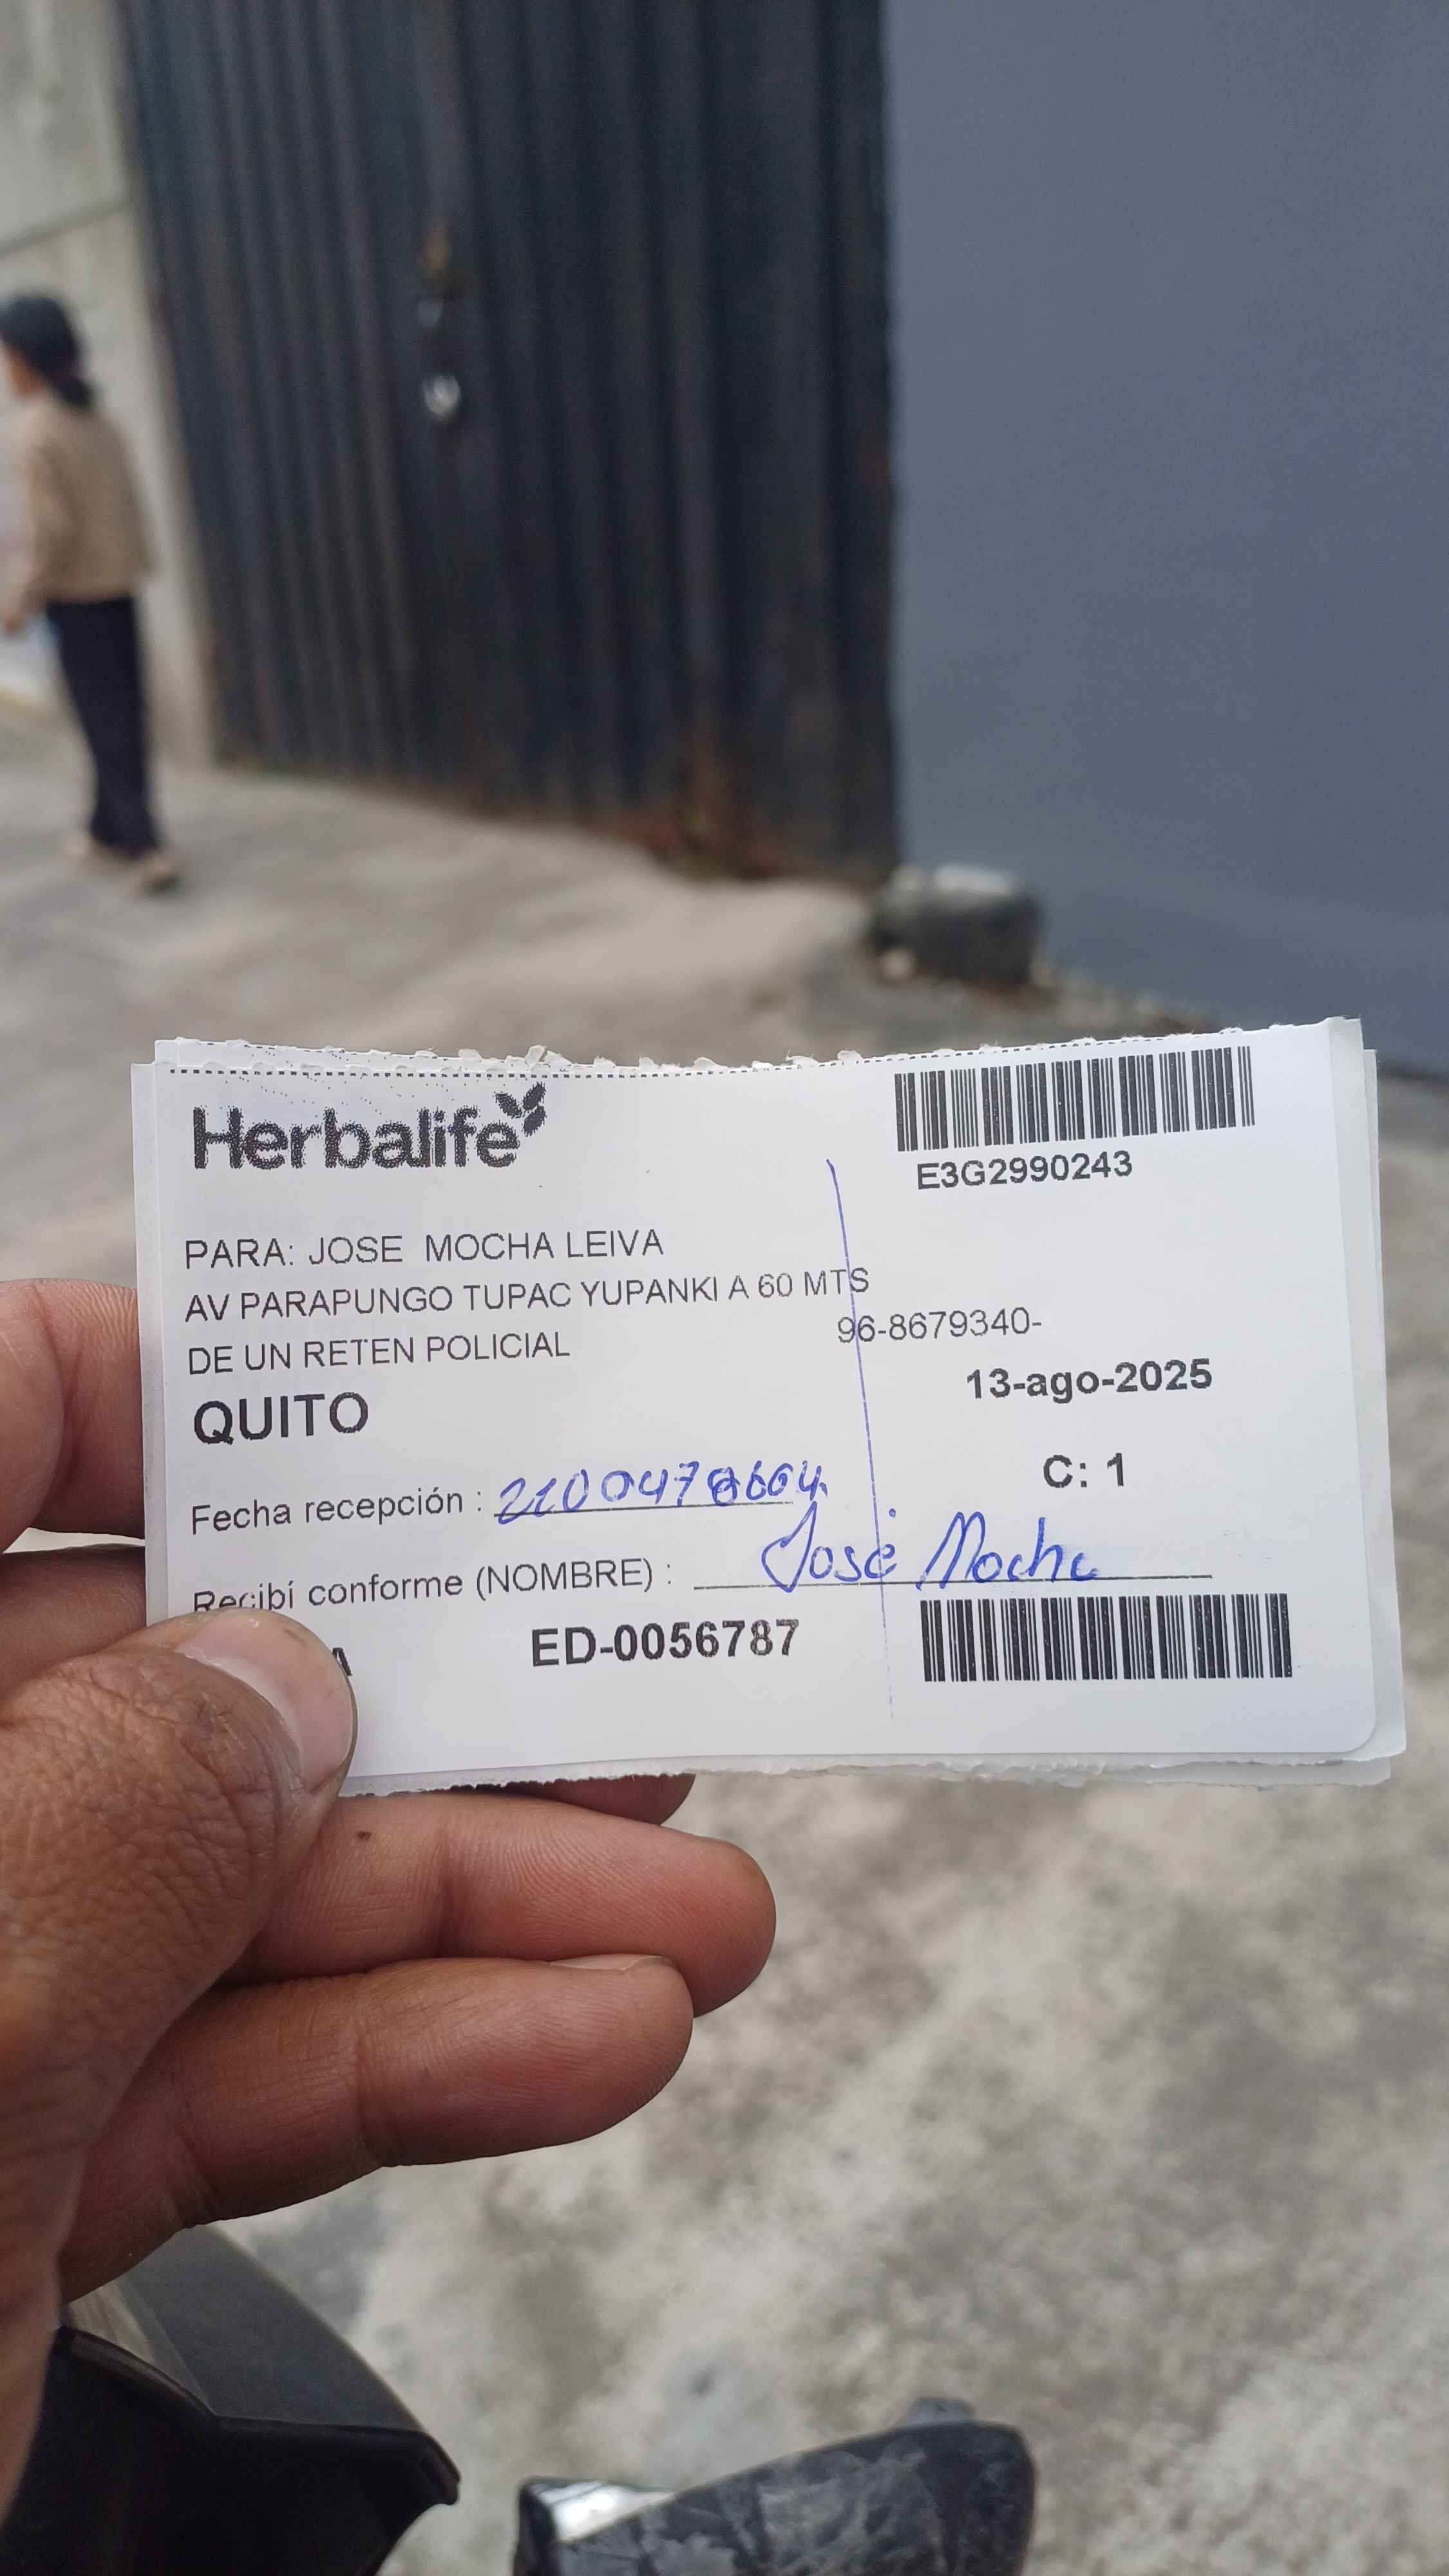 Herbalife
E3G2990243
PARA: JOSE MOCHA LEIVA
AV PARAPUNGO TUPAC YUPANKI A 60 MTS
DE UN RETEN POLICIAL
96-8679340-
QUITO
13-ago-2025
C: 1
Fecha recepción :
Recibí conforme (NOMBRE) : José Mocha
ED-0056787